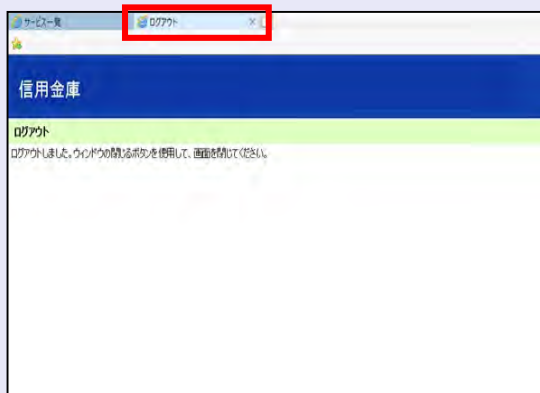 サービス一覧
ログアウト
信用金庫
ログアウト
ログアウトしました。ウィンドウの閉じるボタンを使用して、画面を閉じてください。